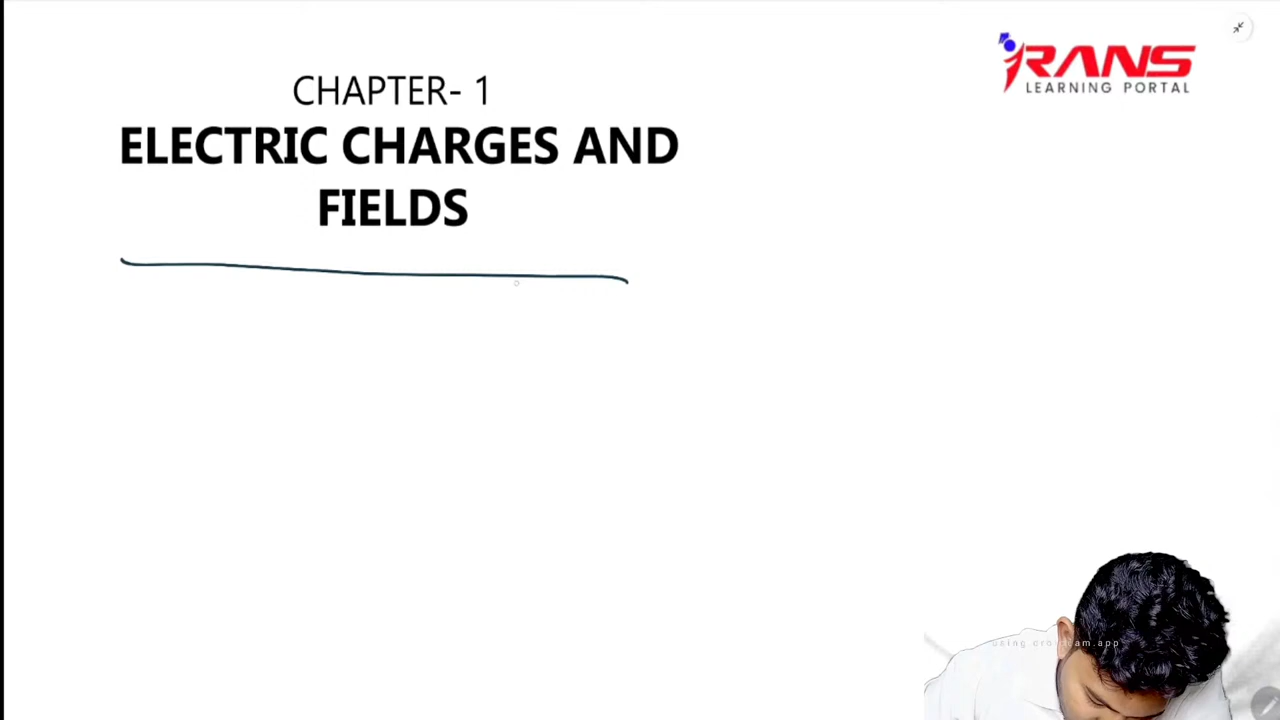 CHAPTER- 1
ELECTRIC CHARGES AND
FIELDS
RANS
LEARNING PORTAL